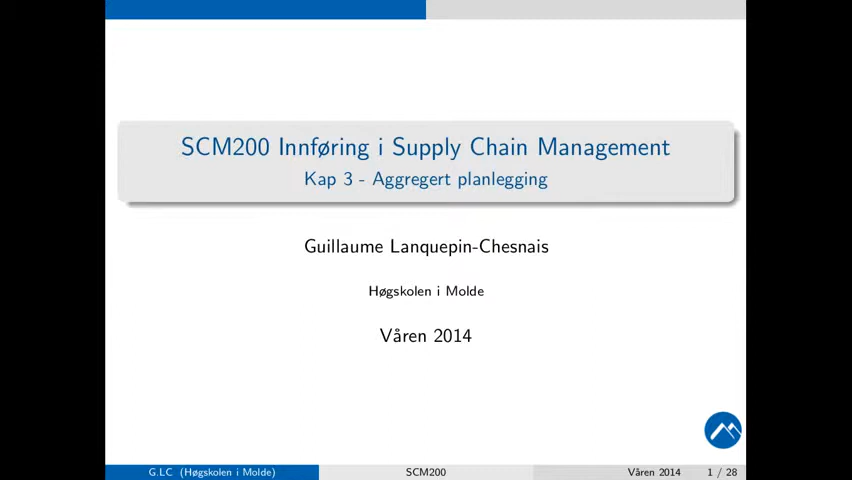 SCM200 Innføring i Supply Chain Management
Kap 3 - Aggregert planlegging
Guillaume Lanquepin-Chesnais
Høgskolen i Molde
Våren 2014
G.LC (Høgskolen i Molde) SCM200 Våren 2014 1 / 28